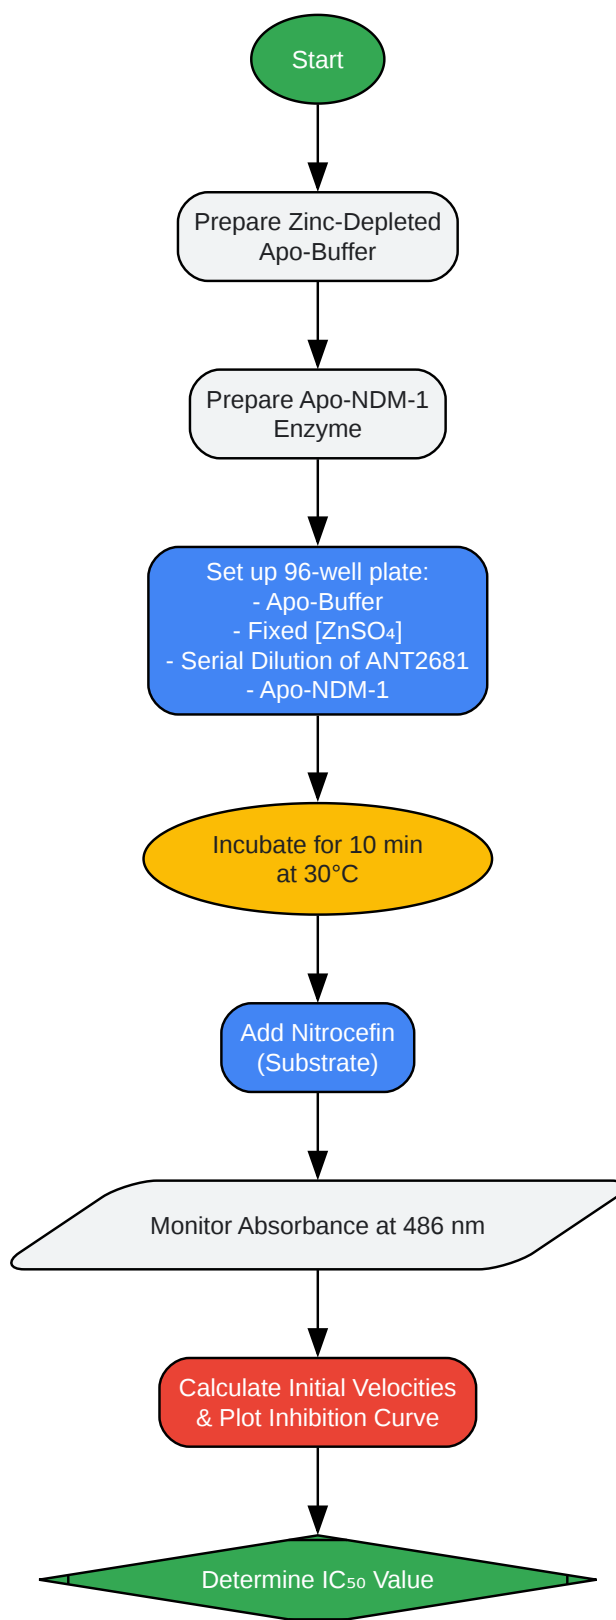 Start
Prepare Zinc-Depleted
Apo-Buffer
Prepare Apo-NDM-1
Enzyme
Set up 96-well plate:
- Apo-Buffer
- Fixed [ZnSO₄]
- Serial Dilution of ANT2681
- Apo-NDM-1
Incubate for 10 min
at 30°C
Add Nitrocefin
(Substrate)
Monitor Absorbance at 486 nm
Calculate Initial Velocities
& Plot Inhibition Curve
Determine IC₅₀ Value